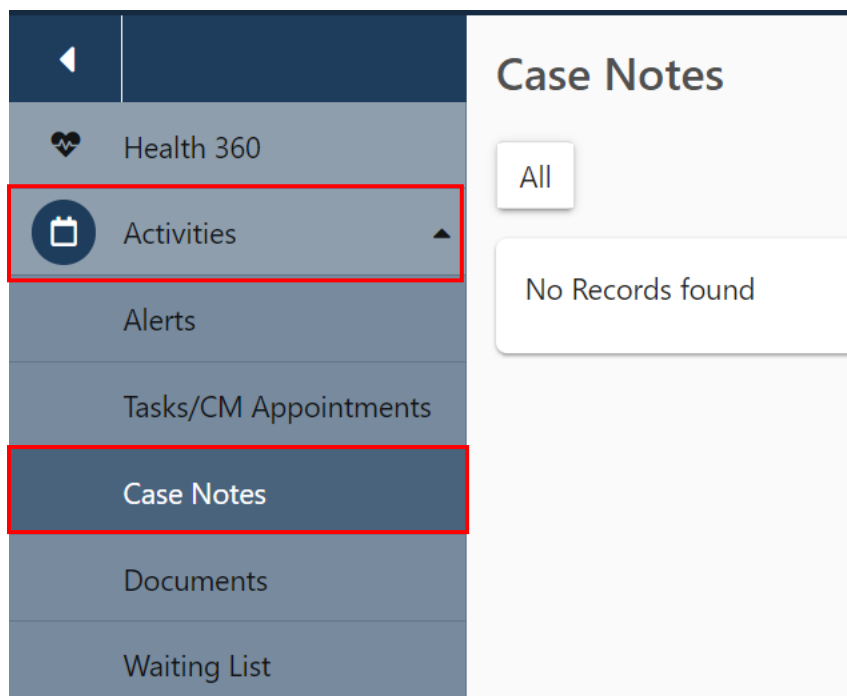 Health 360
Activities
Alerts
Tasks/CM Appointments
Case Notes
Documents
Waiting List
Case Notes
All
No Records found